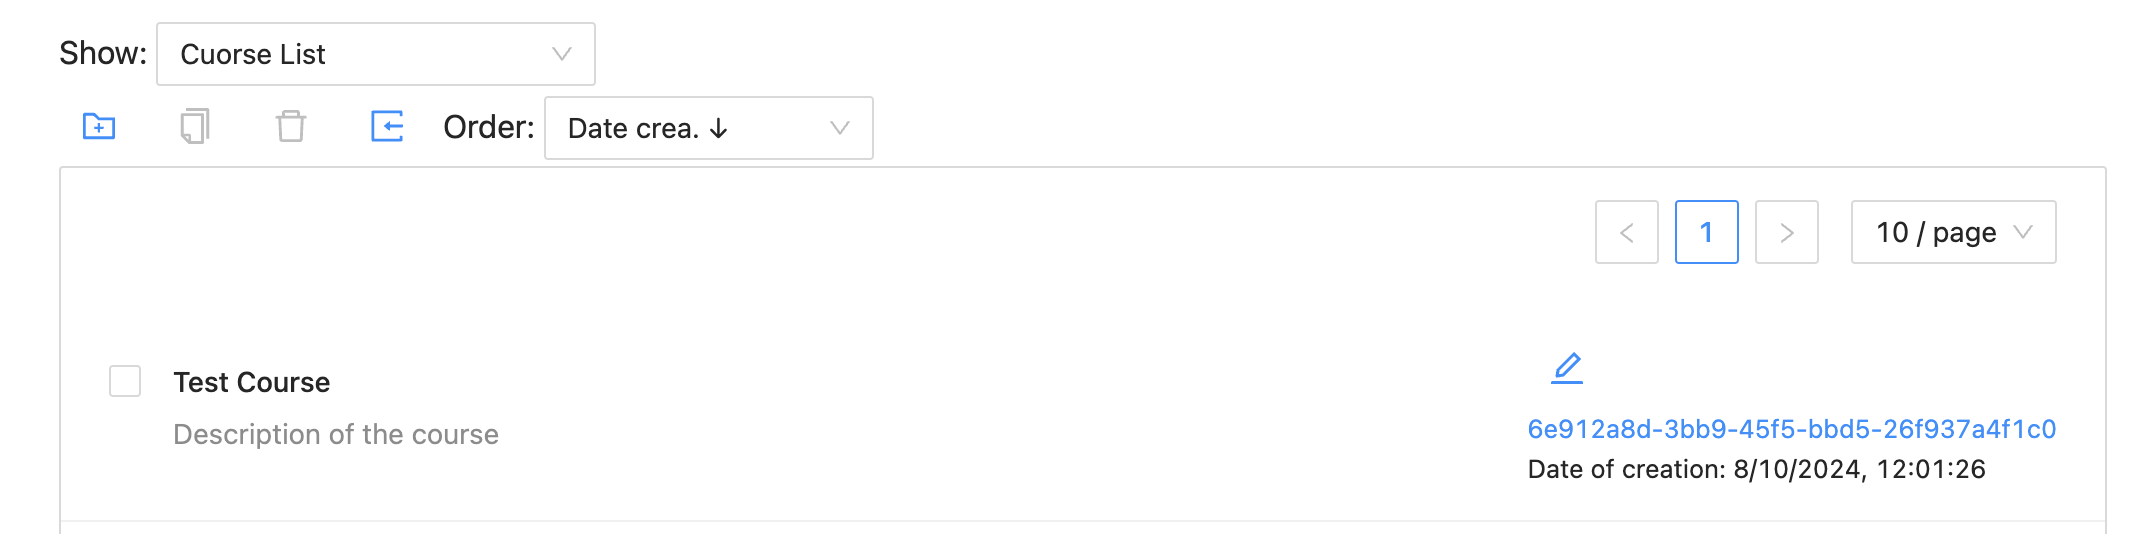 Show: Cuorse List
Order: Date crea. ↓
< 1 > 10 / page
Test Course
Description of the course
6e912a8d-3bb9-45f5-bbd5-26f937a4f1c0
Date of creation: 8/10/2024, 12:01:26